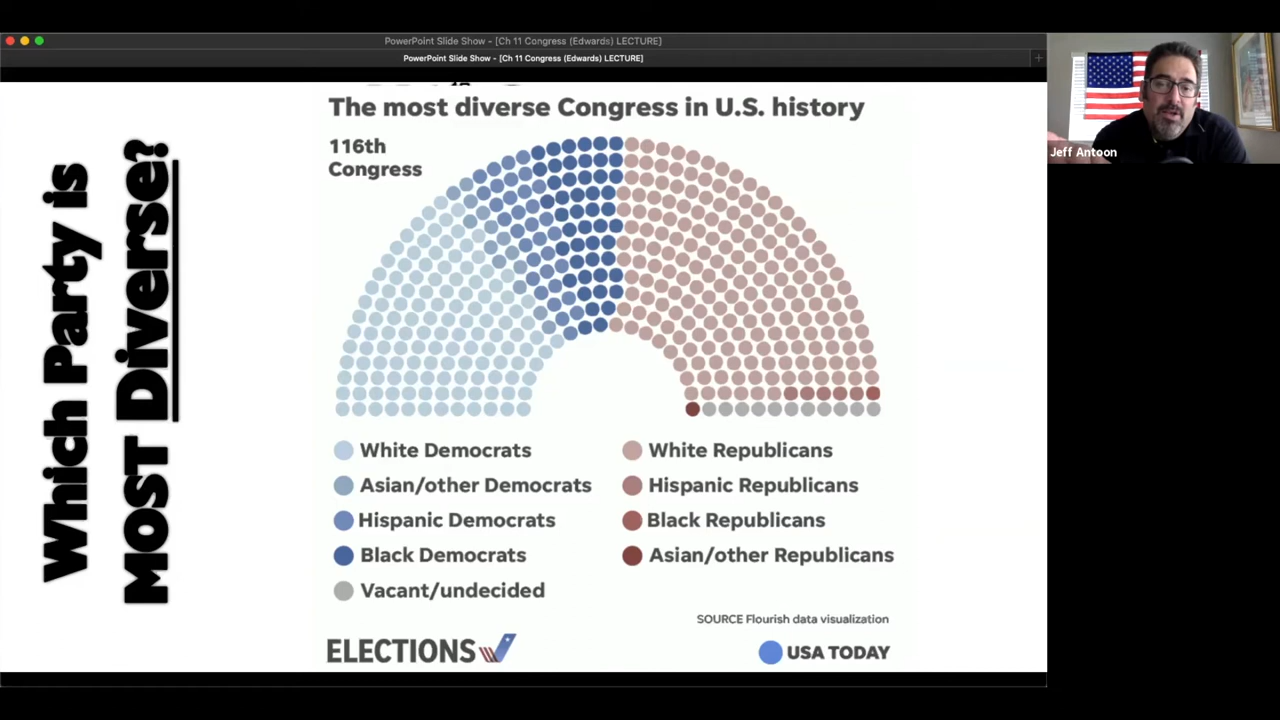 PowerPoint Slide Show - [Ch 11 Congress (Edwards) LECTURE]
PowerPoint Slide Show - [Ch 11 Congress (Edwards) LECTURE]
Jeff Antoon
Which Party is
MOST Diverse?
The most diverse Congress in U.S. history
116th
Congress
White Democrats
Asian/other Democrats
Hispanic Democrats
Black Democrats
Vacant/undecided
White Republicans
Hispanic Republicans
Black Republicans
Asian/other Republicans
SOURCE Flourish data visualization
ELECTIONS
USA TODAY